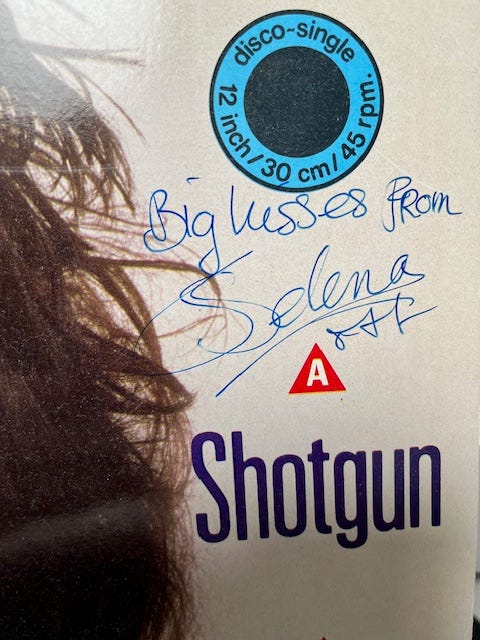 disco-single
12 inch/30 cm/45 rpm.
Big kisses from
Selena
A
Shotgun